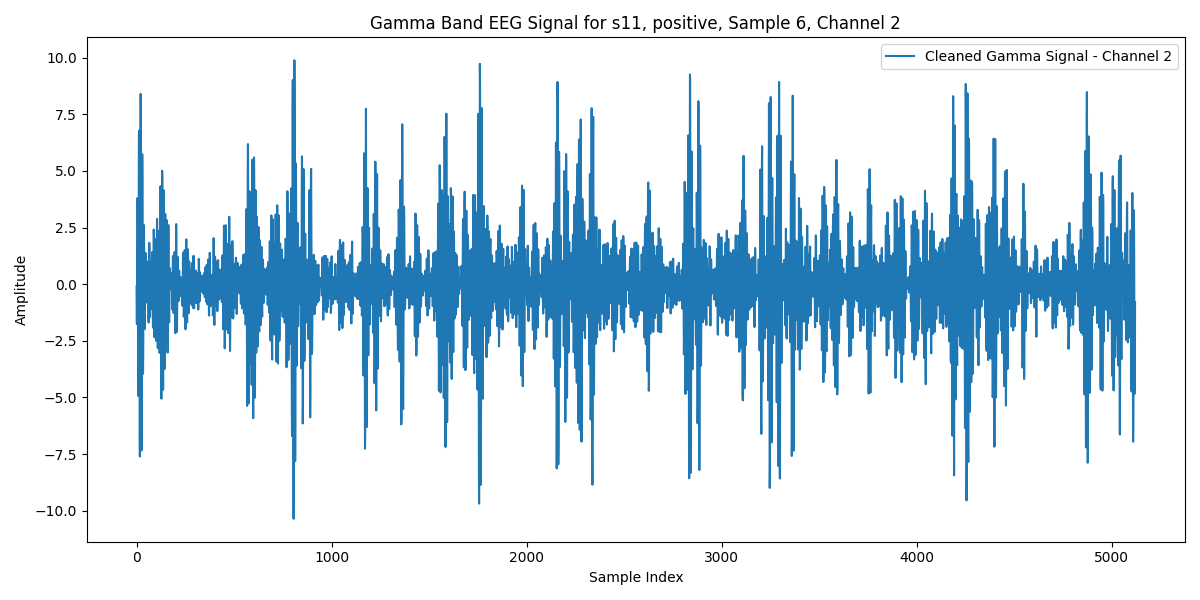 Gamma Band EEG Signal for s11, positive, Sample 6, Channel 2
Cleaned Gamma Signal - Channel 2
10.0
7.5
5.0
2.5
0.0
−2.5
−5.0
−7.5
−10.0
Amplitude
0 1000 2000 3000 4000 5000
Sample Index